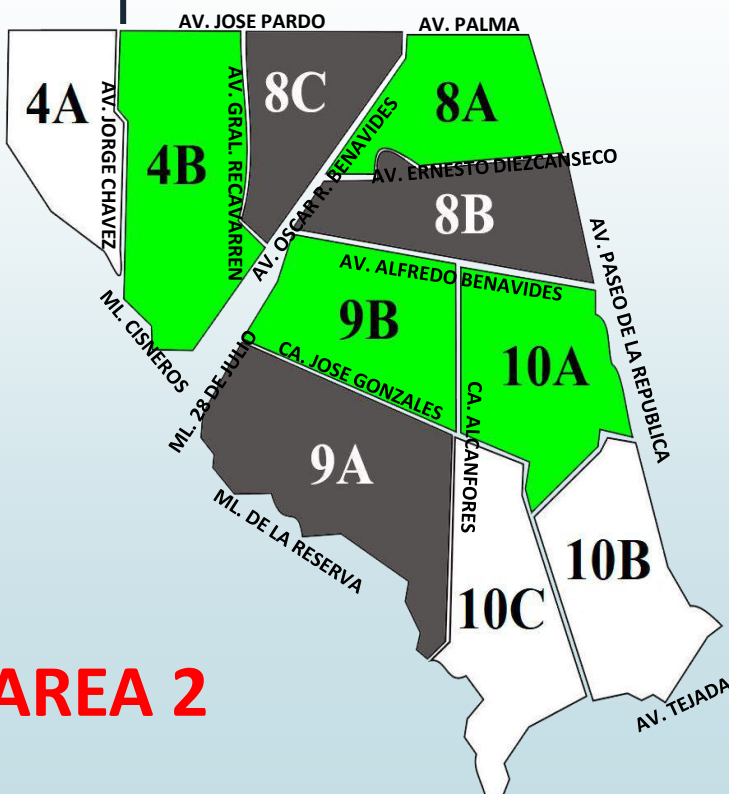 AV. JOSE PARDO
AV. PALMA
4A
AV. JORGE CHAVEZ
4B
AV. GRAL. RECAVARREN
8C
AV. OSCAR R. BENAVIDES
8A
AV. ERNESTO DIEZCANSECO
8B
AV. PASEO DE LA REPUBLICA
AV. ALFREDO BENAVIDES
ML. CISNEROS
9B
10A
ML. 28 DE JULIO
CA. JOSE GONZALES
CA. ALCANFORES
9A
ML. DE LA RESERVA
10B
10C
AREA 2
AV. TEJADA